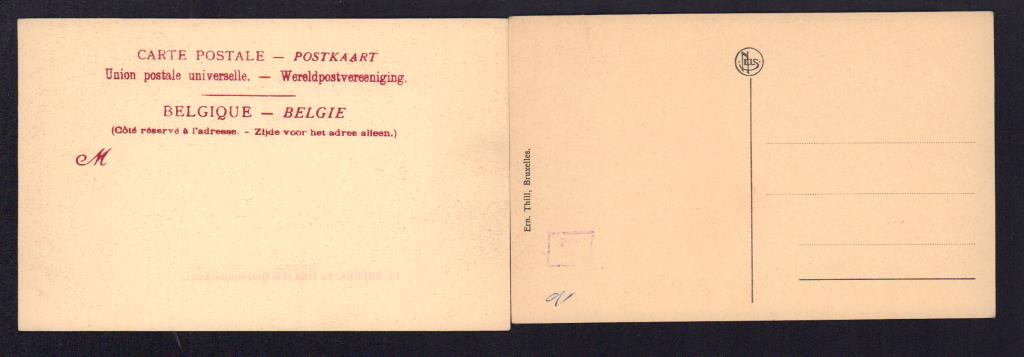 CARTE POSTALE — POSTKAART
Union postale universelle. — Wereldpostvereeniging.
BELGIQUE — BELGIE
(Côté réservé à l'adresse. - Zijde voor het adres alleen.)
M
Ern. Thill, Bruxelles.
NELS